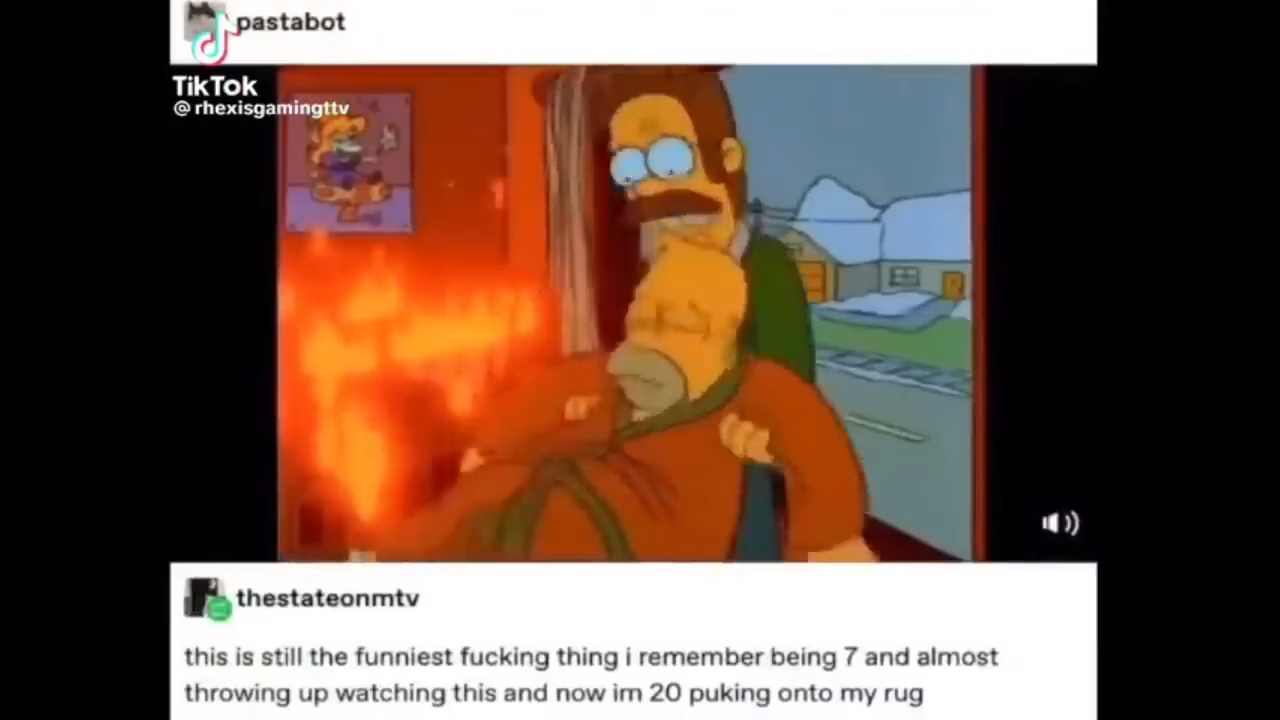 pastabot
TikTok
@rhexisgamingttv
thestateonmtv
this is still the funniest fucking thing i remember being 7 and almost
throwing up watching this and now im 20 puking onto my rug